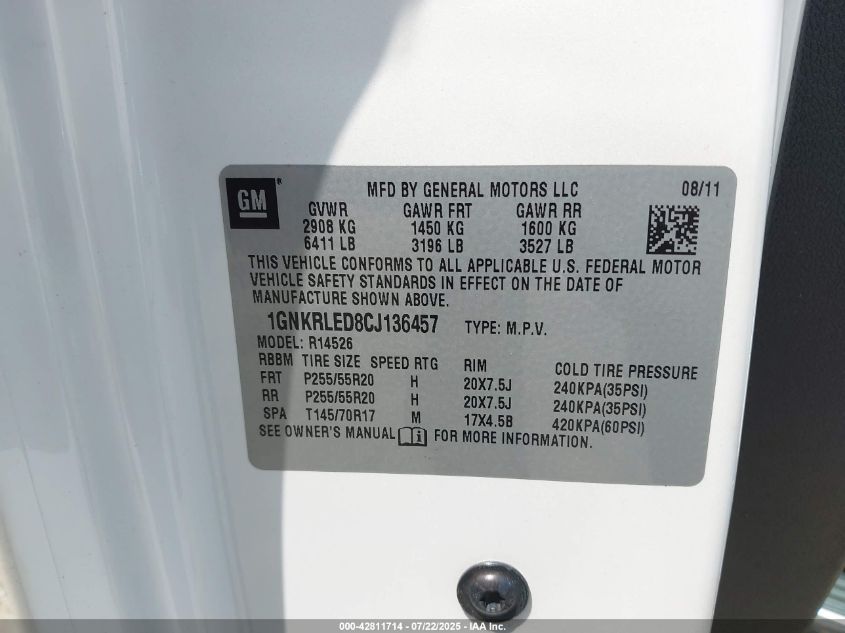 GM
MFD BY GENERAL MOTORS LLC 08/11
GVWR GAWR FRT GAWR RR
2908 KG 1450 KG 1600 KG
6411 LB 3196 LB 3527 LB
THIS VEHICLE CONFORMS TO ALL APPLICABLE U.S. FEDERAL MOTOR
VEHICLE SAFETY STANDARDS IN EFFECT ON THE DATE OF
MANUFACTURE SHOWN ABOVE.
1GNKRLED8CJ136457 TYPE: M.P.V.
MODEL: R14526
RBBM TIRE SIZE SPEED RTG RIM COLD TIRE PRESSURE
FRT P255/55R20 H 20X7.5J 240KPA(35PSI)
RR P255/55R20 H 20X7.5J 240KPA(35PSI)
SPA T145/70R17 M 17X4.5B 420KPA(60PSI)
SEE OWNER'S MANUAL FOR MORE INFORMATION.
000-42811714 / 07/22/2025 - IAA Inc.